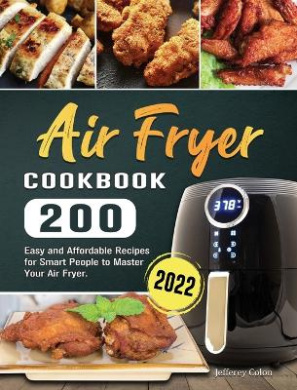 Air Fryer
COOKBOOK
200
Easy and Affordable Recipes
for Smart People to Master
Your Air Fryer.
378°
2022
Jefferey Colon